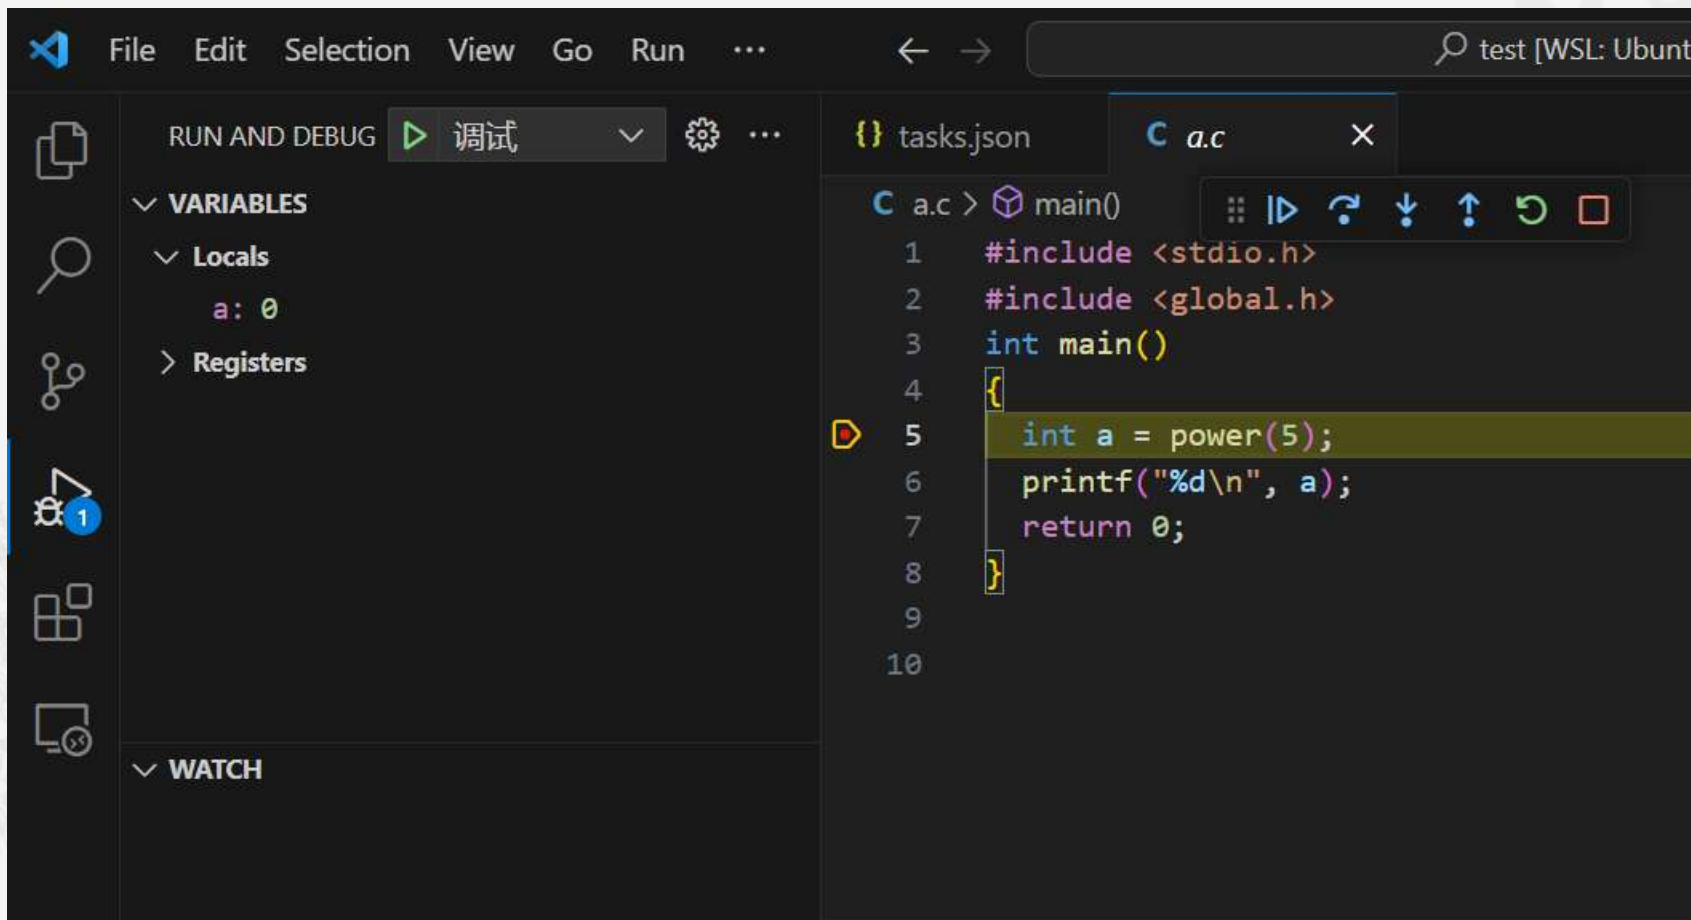 File Edit Selection View Go Run ···
test [WSL: Ubunt
RUN AND DEBUG 调试 ···
VARIABLES
Locals
a: 0
Registers
WATCH
1
{} tasks.json
C a.c
C a.c > main()
1 #include <stdio.h>
2 #include <global.h>
3 int main()
4 {
5 int a = power(5);
6 printf("%d\n", a);
7 return 0;
8 }
9
10